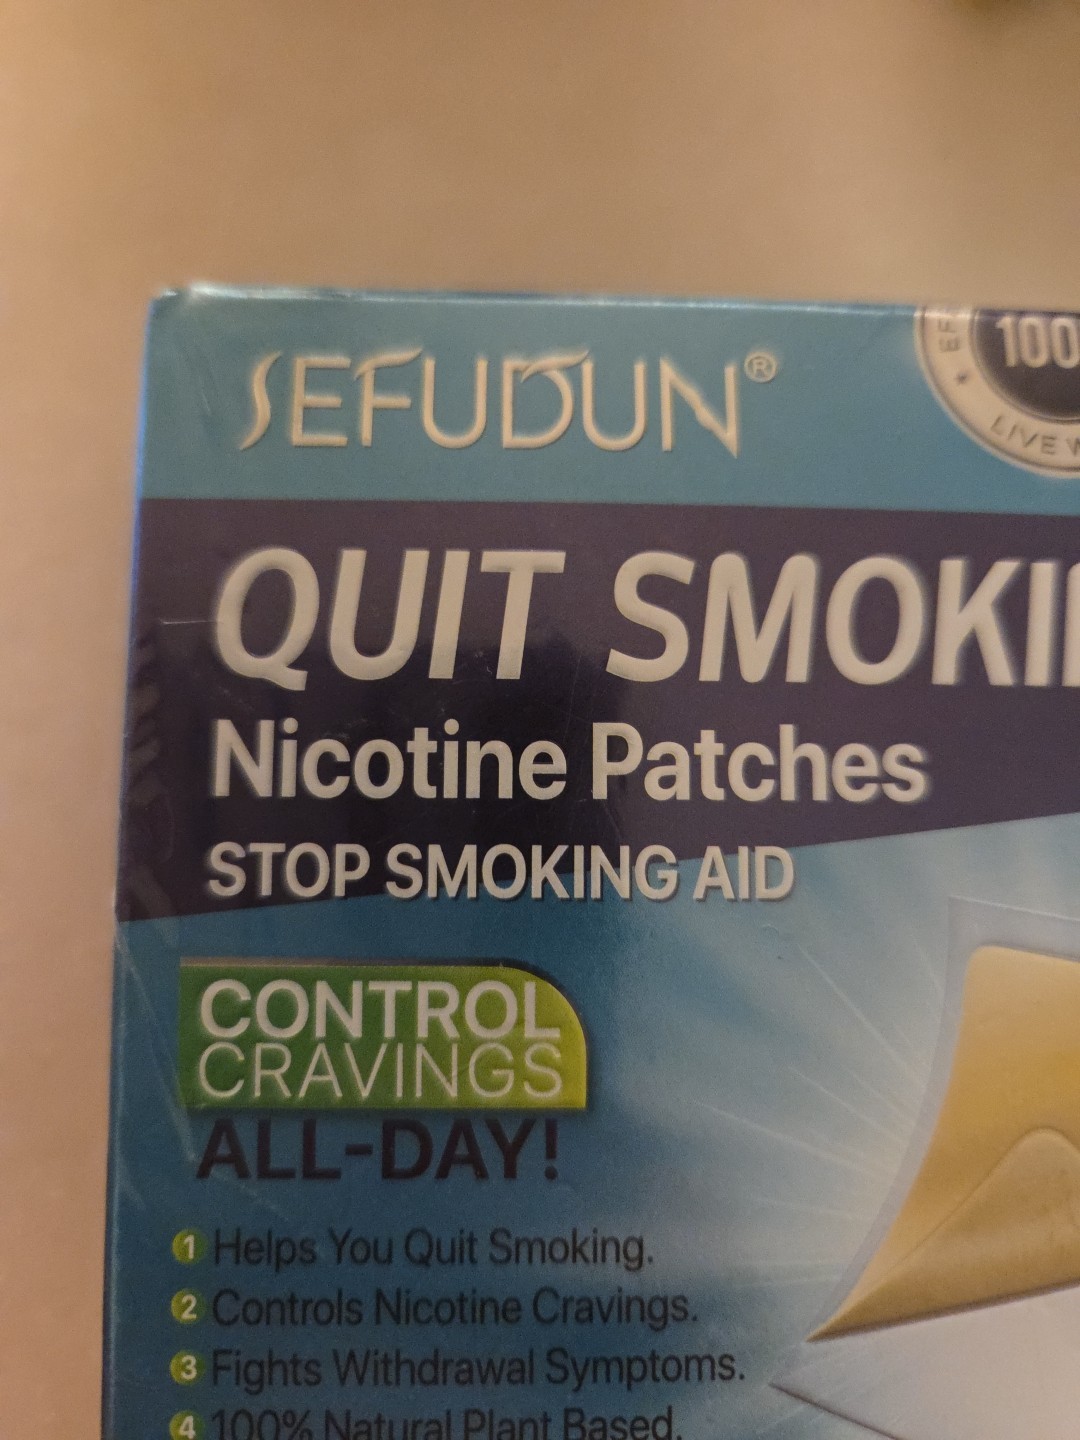 SEFUDUN®
100
LIVE
QUIT SMOKIN
Nicotine Patches
STOP SMOKING AID
CONTROL
CRAVINGS
ALL-DAY!
1 Helps You Quit Smoking.
2 Controls Nicotine Cravings.
3 Fights Withdrawal Symptoms.
4 100% Natural Plant Based.